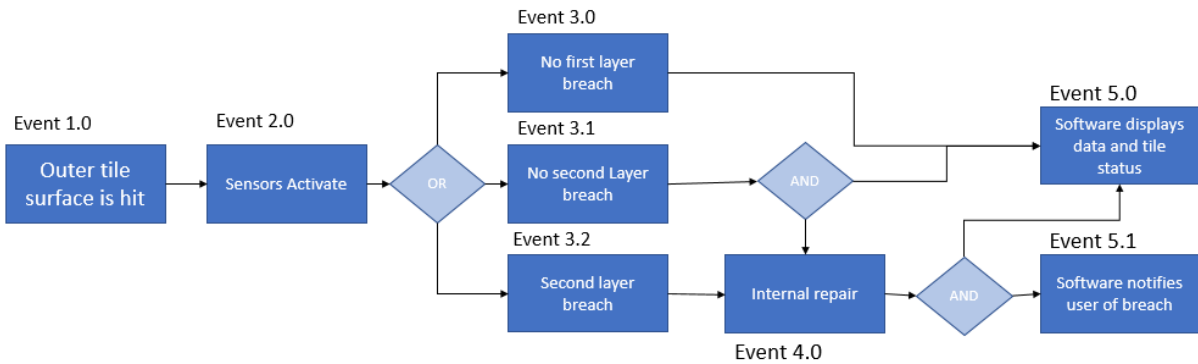 Event 1.0
Outer tile
surface is hit
Event 2.0
Sensors Activate
OR
Event 3.0
No first layer
breach
Event 3.1
No second Layer
breach
Event 3.2
Second layer
breach
AND
Internal repair
Event 4.0
AND
Event 5.0
Software displays
data and tile
status
Event 5.1
Software notifies
user of breach